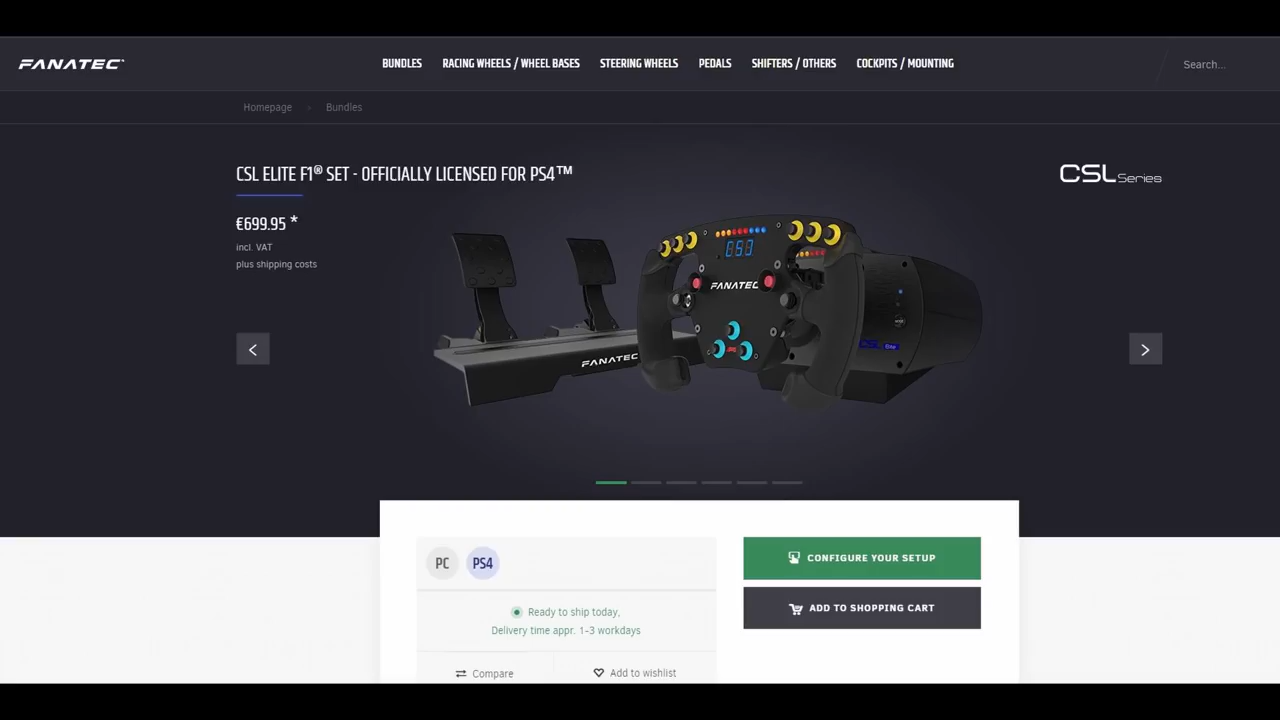 FANATEC
BUNDLES
RACING WHEELS / WHEEL BASES
STEERING WHEELS
PEDALS
SHIFTERS / OTHERS
COCKPITS / MOUNTING
Search...
Homepage
Bundles
CSL ELITE F1® SET - OFFICIALLY LICENSED FOR PS4™
CSL Series
€699.95 *
incl. VAT
plus shipping costs
FANATEC
FANATEC
CSL Elite
PC
PS4
CONFIGURE YOUR SETUP
Ready to ship today,
Delivery time appr. 1-3 workdays
ADD TO SHOPPING CART
Compare
Add to wishlist